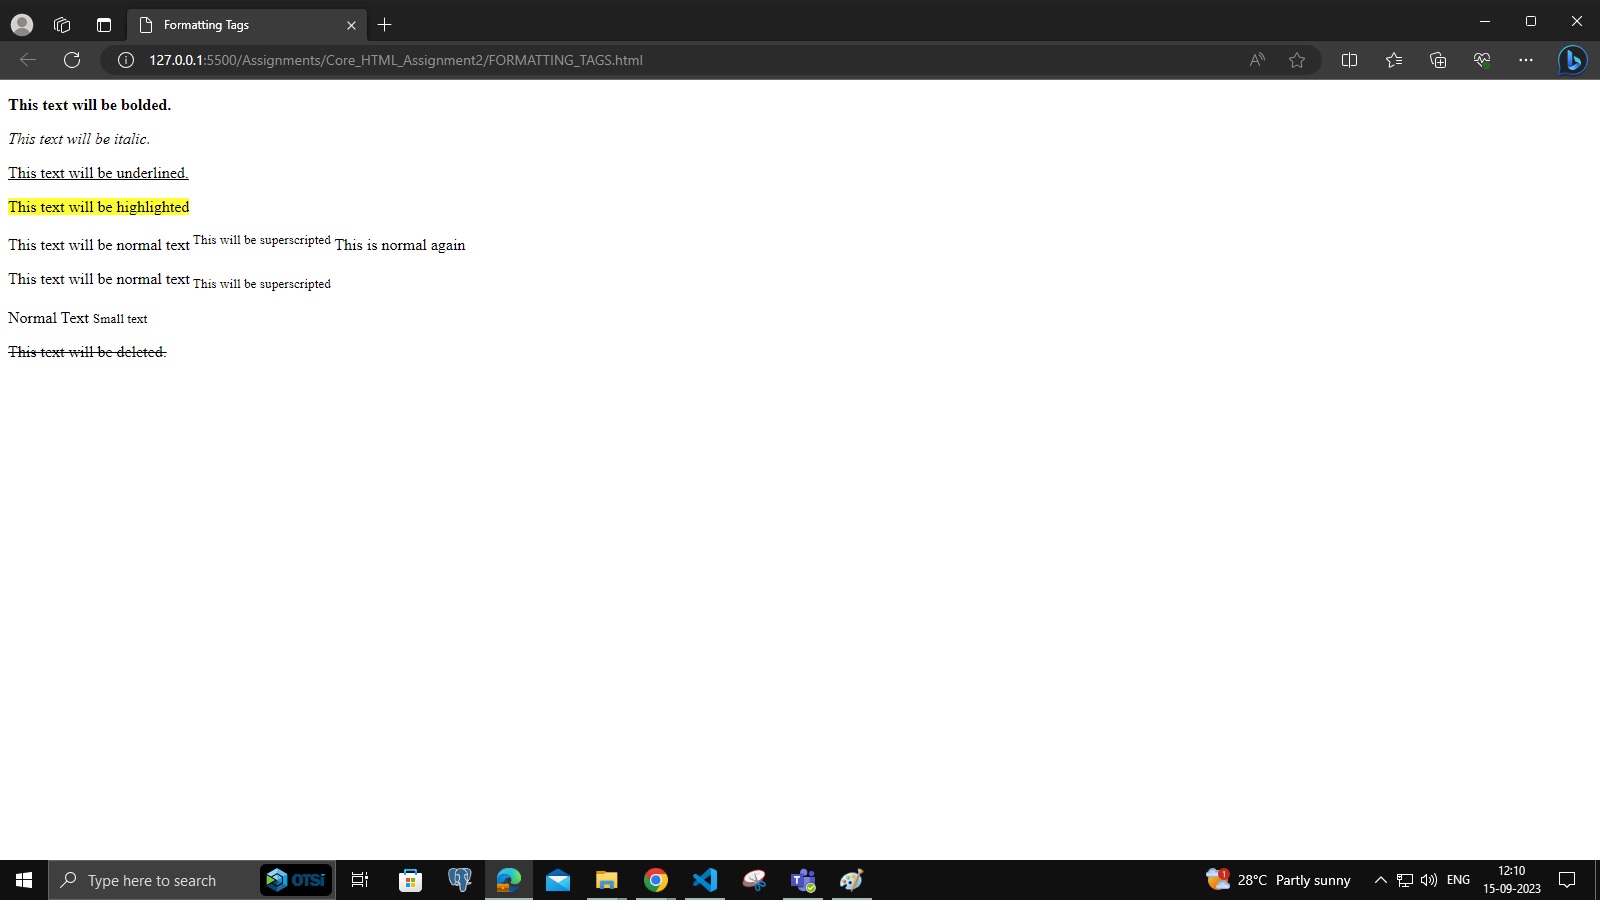 Formatting Tags
127.0.0.1:5500/Assignments/Core_HTML_Assignment2/FORMATTING_TAGS.html
This text will be bolded.
This text will be italic.
This text will be underlined.
This text will be highlighted
This text will be normal text This will be superscripted This is normal again
This text will be normal text This will be superscripted
Normal Text Small text
This text will be deleted.
Type here to search OTSi 1 28°C Partly sunny ENG 12:10
15-09-2023